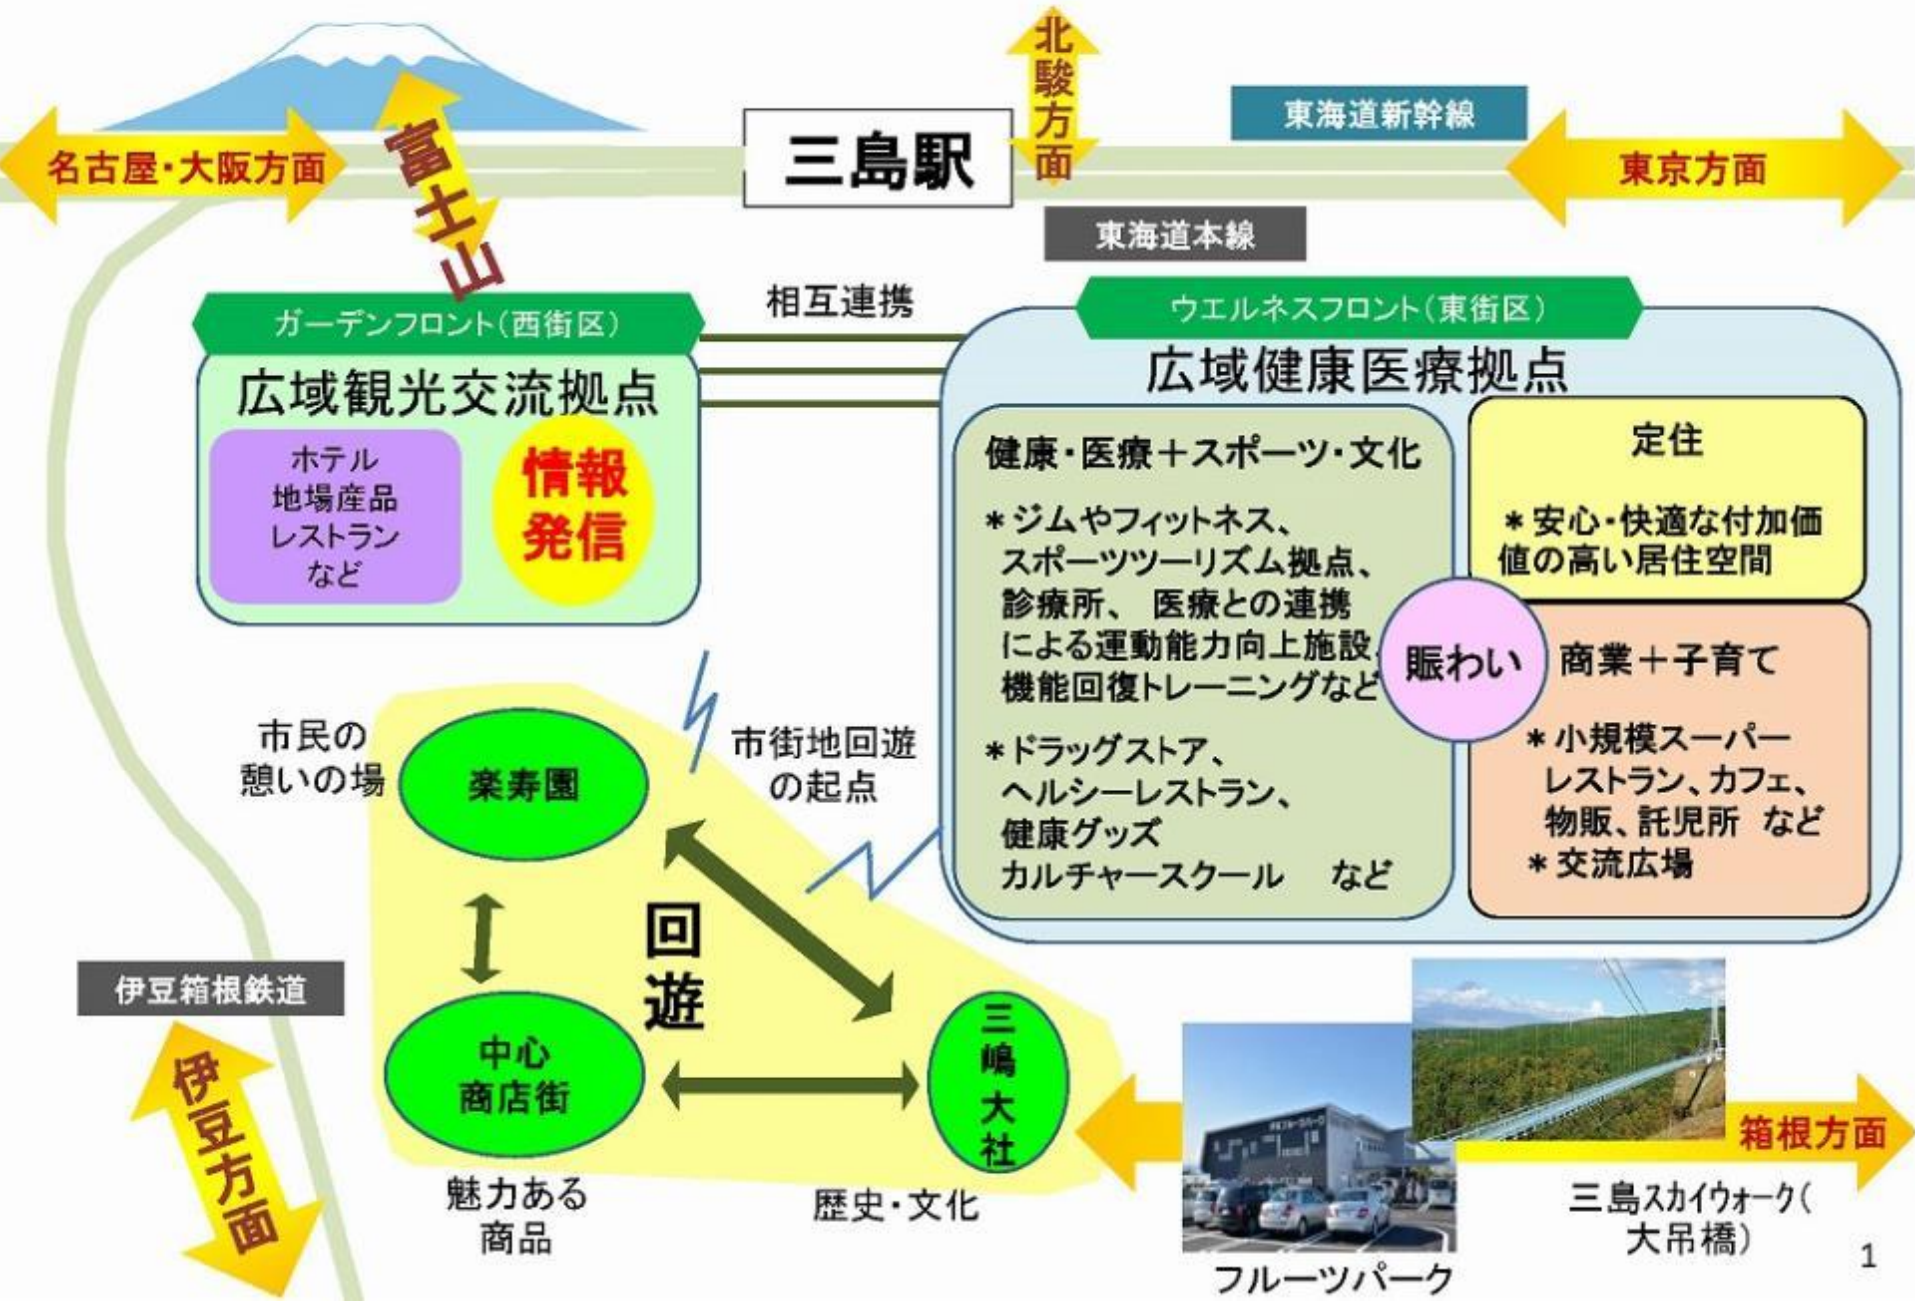 北駿方面
東海道新幹線
名古屋・大阪方面
富士山
三島駅
東京方面
東海道本線
ガーデンフロント(西街区)
広域観光交流拠点
ホテル
地場産品
レストラン
など
情報
発信
相互連携
ウエルネスフロント(東街区)
広域健康医療拠点
健康・医療＋スポーツ・文化
＊ジムやフィットネス、
スポーツツーリズム拠点、
診療所、 医療との連携
による運動能力向上施設、
機能回復トレーニングなど
＊ドラッグストア、
ヘルシーレストラン、
健康グッズ
カルチャースクール など
定住
＊安心・快適な付加価
値の高い居住空間
賑わい
商業＋子育て
＊小規模スーパー
レストラン、カフェ、
物販、託児所 など
＊交流広場
市民の
憩いの場
楽寿園
市街地回遊
の起点
回遊
中心
商店街
三嶋大社
魅力ある
商品
歴史・文化
伊豆箱根鉄道
伊豆方面
箱根方面
フルーツパーク
三島スカイウォーク(
大吊橋)
1